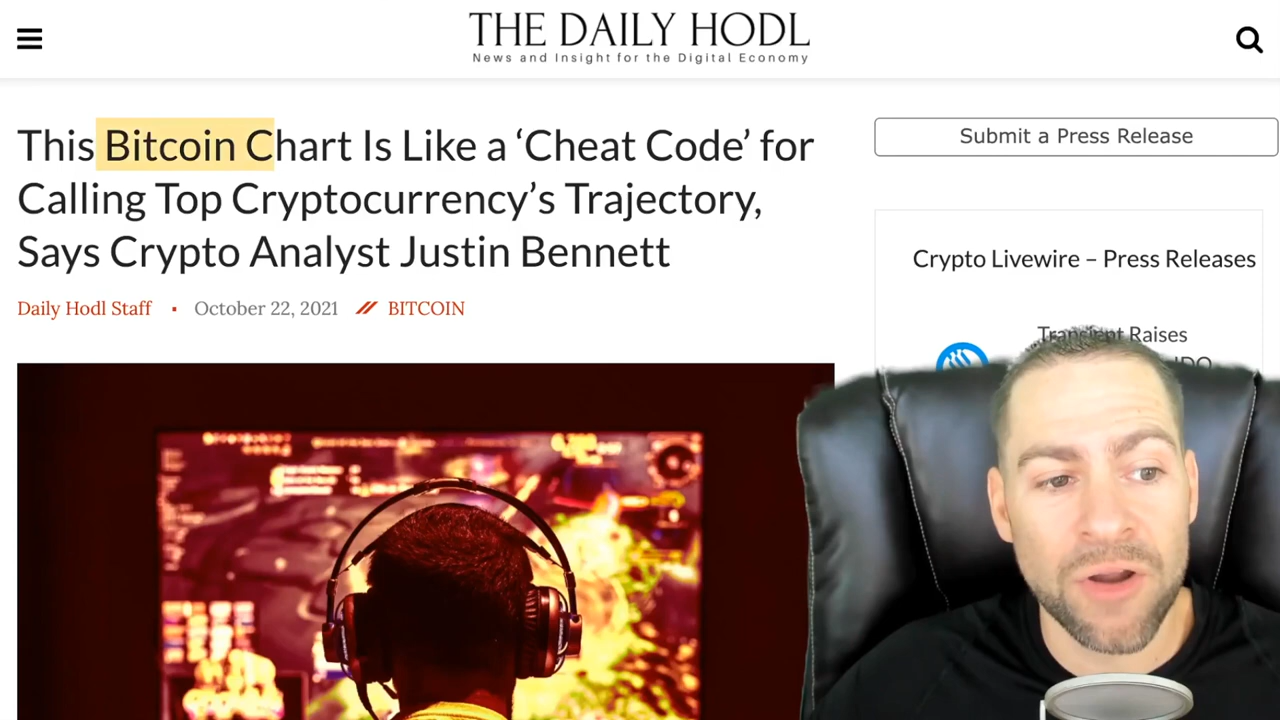 THE DAILY HODL
News and Insight for the Digital Economy
This Bitcoin Chart Is Like a ‘Cheat Code’ for
Calling Top Cryptocurrency’s Trajectory,
Says Crypto Analyst Justin Bennett
Daily Hodl Staff ▪ October 22, 2021 BITCOIN
Submit a Press Release
Crypto Livewire – Press Releases
Transient Raises
IDO